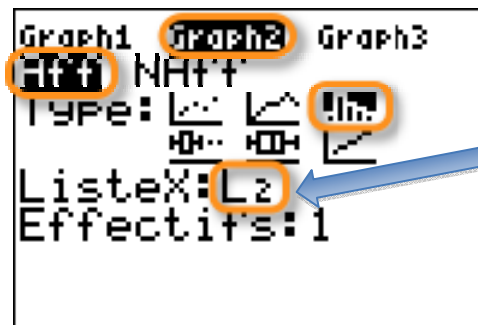 Graph1 Graph2 Graph3
Aff NAff
Type:
ListeX:L2
Effectifs:1